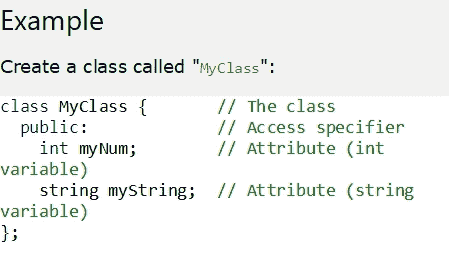 Example
Create a class called "MyClass":
class MyClass {       // The class
  public:             // Access specifier
    int myNum;        // Attribute (int
variable)
    string myString;  // Attribute (string
variable)
};